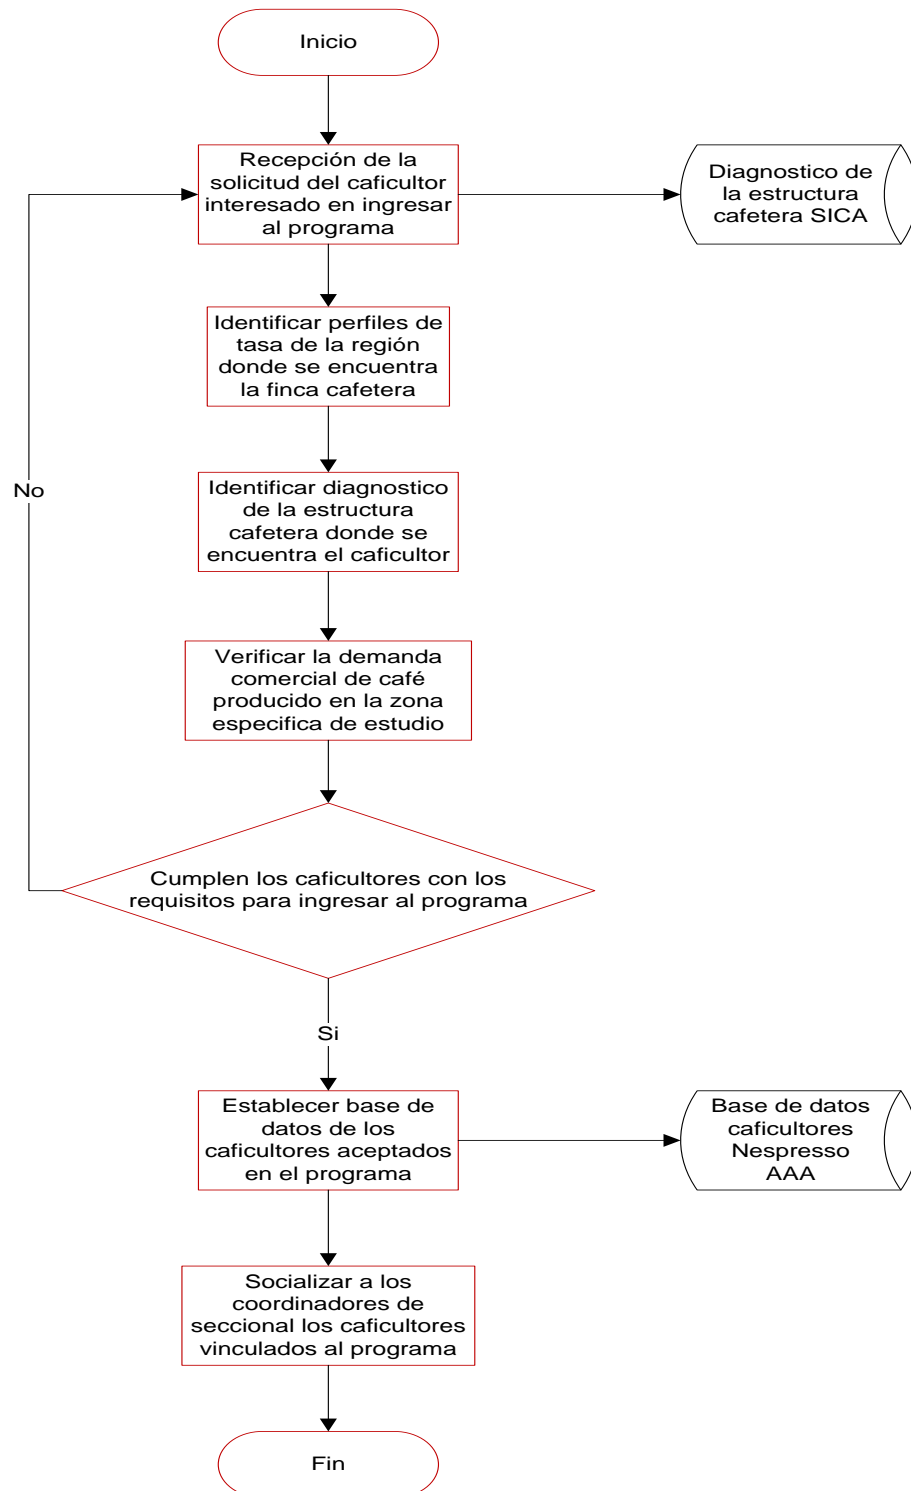 Inicio
Recepción de la
solicitud del caficultor
interesado en ingresar
al programa
Diagnostico de
la estructura
cafetera SICA
Identificar perfiles de
tasa de la región
donde se encuentra
la finca cafetera
No
Identificar diagnostico
de la estructura
cafetera donde se
encuentra el caficultor
Verificar la demanda
comercial de café
producido en la zona
especifica de estudio
Cumplen los caficultores con los
requisitos para ingresar al programa
Si
Establecer base de
datos de los
caficultores aceptados
en el programa
Base de datos
caficultores
Nespresso
AAA
Socializar a los
coordinadores de
seccional los caficultores
vinculados al programa
Fin